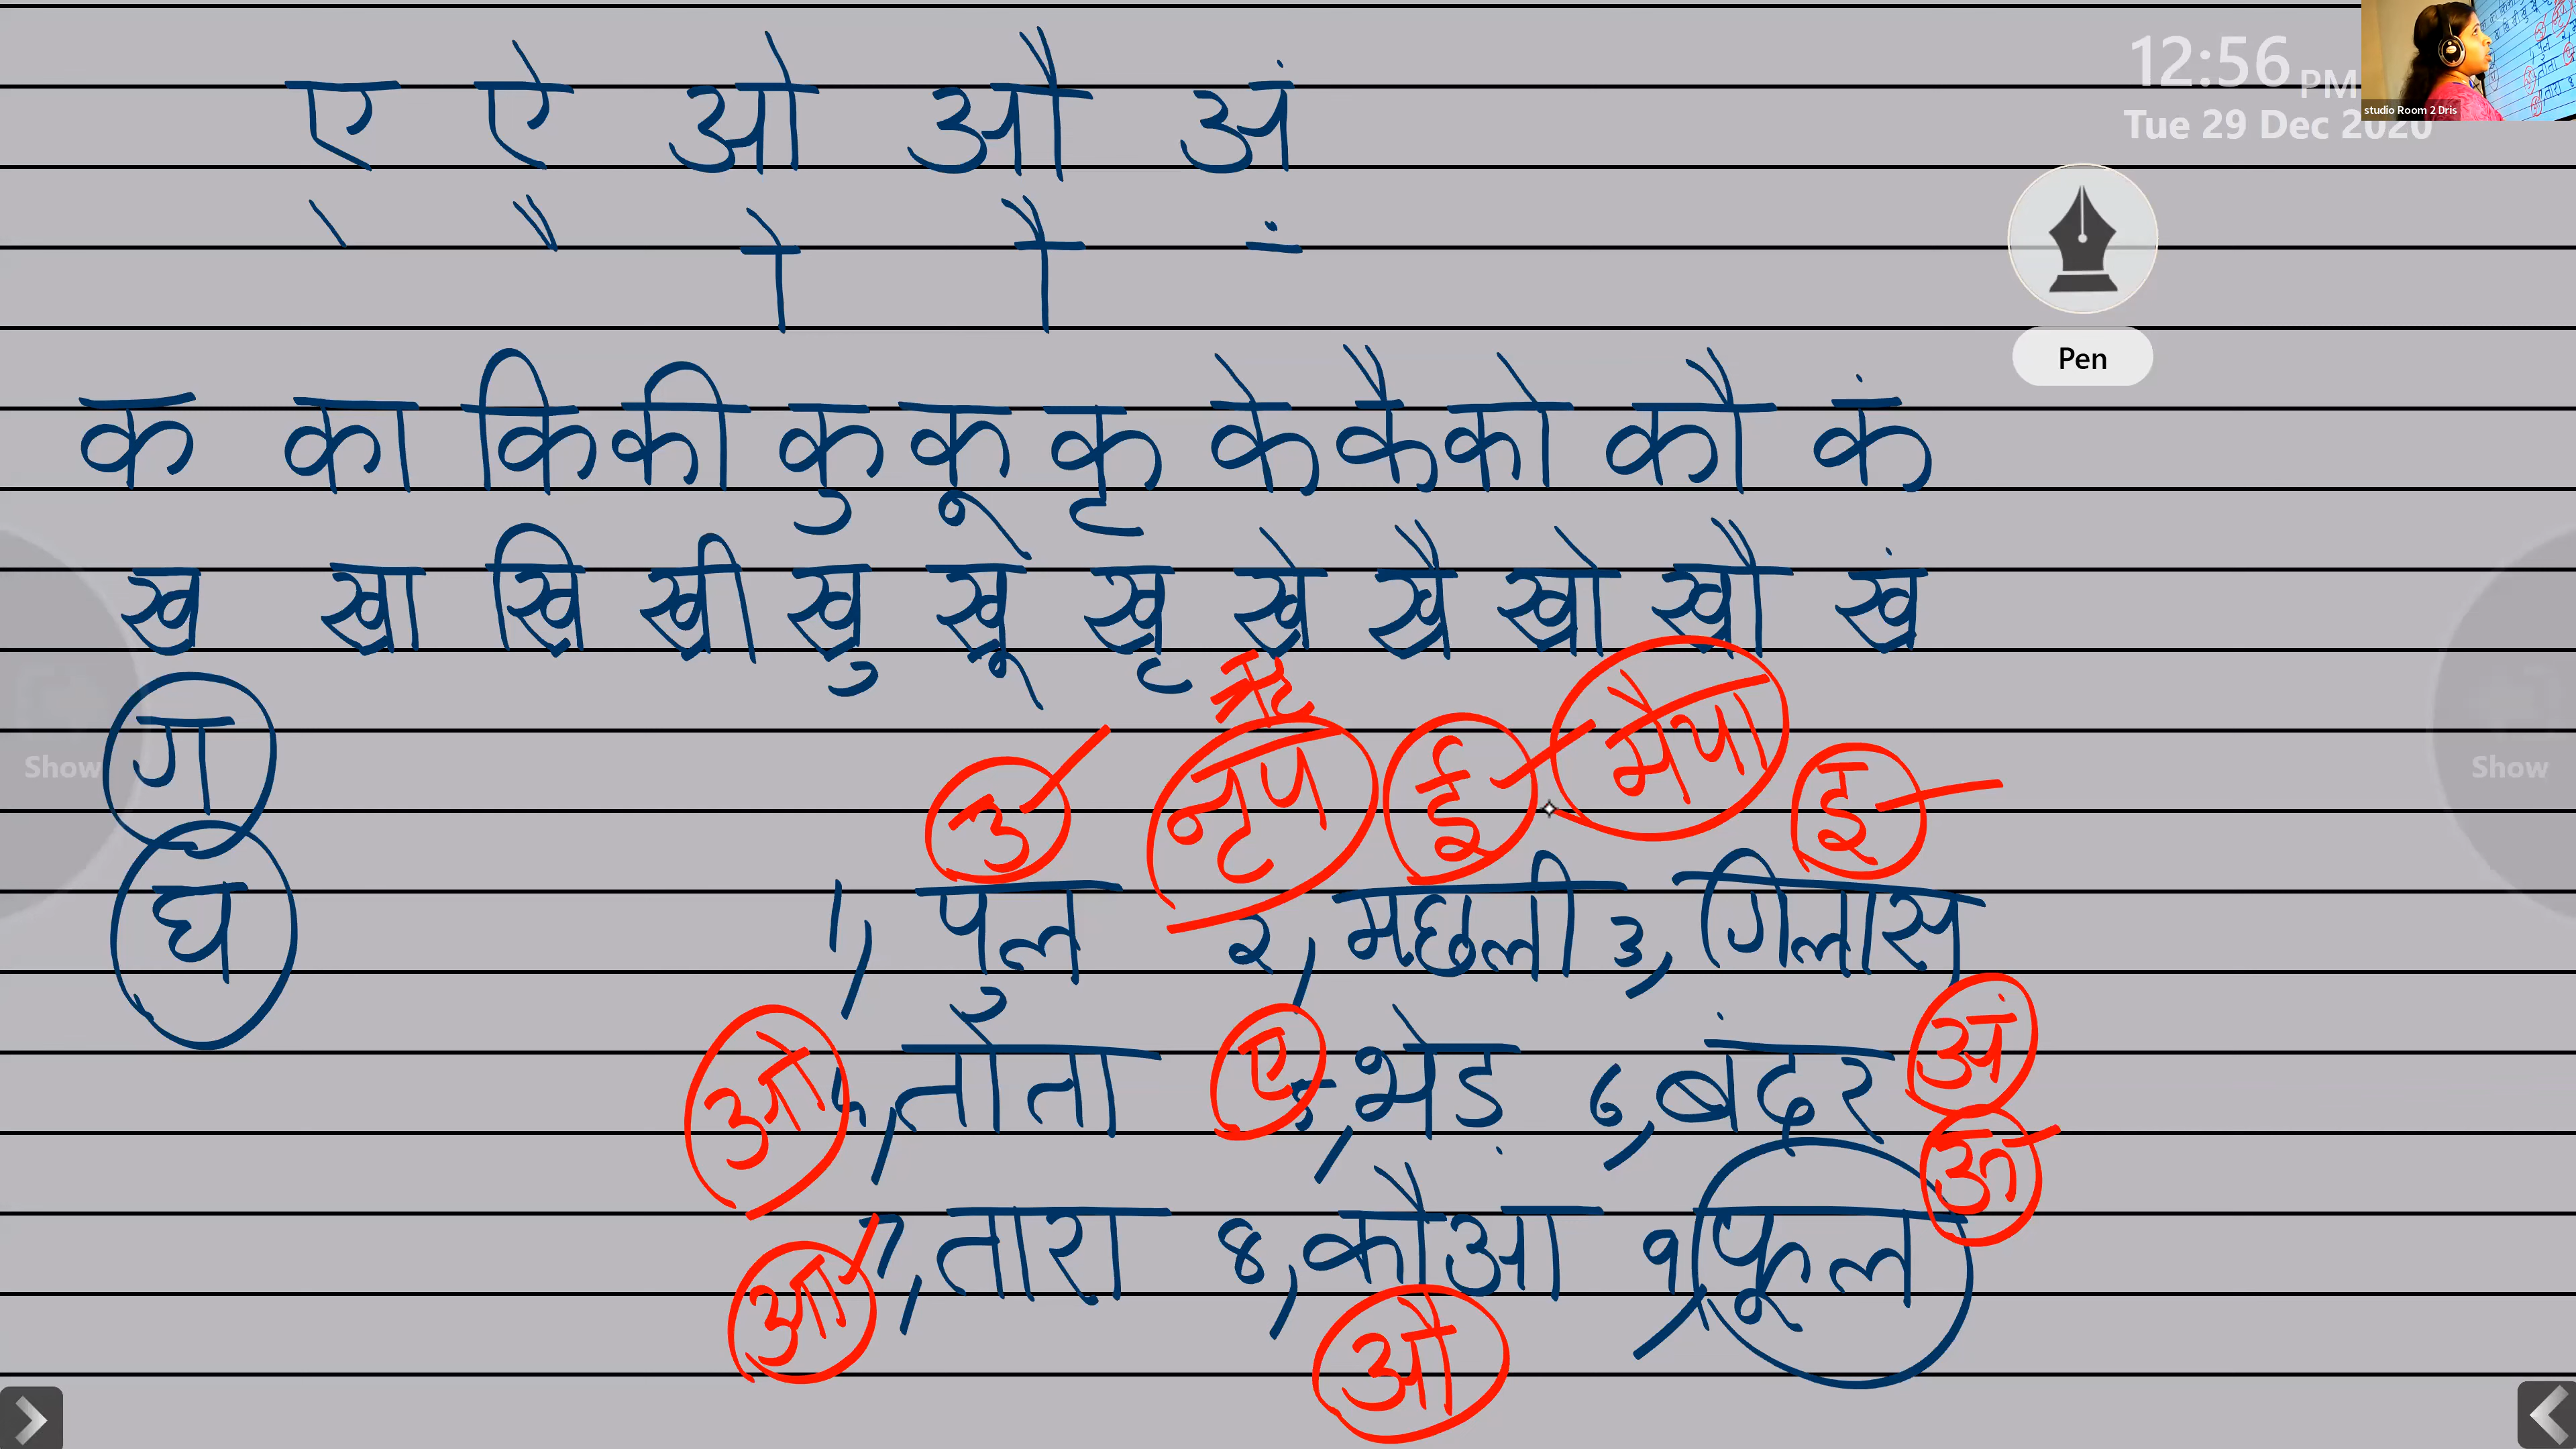 ए ऐ ओ औ अं
े ै ो ौ ं
क का कि की कु कू कृ के कै को कौ कं
ख खा खि खी खु खू खृ खे खै खो खौ खं
ग
घ
उ नृप ई मैया इ
ऋ
1, पुल २, मछली 3, गिलास
ओ 4, तोता ए 5, भेड 6, बंदर अं
आ 7, तारा 8, कौंआ 9, फूल ऊ
औ
12:56 PM
Tue 29 Dec 2020
studio Room 2 Dris
Pen
Show
Show